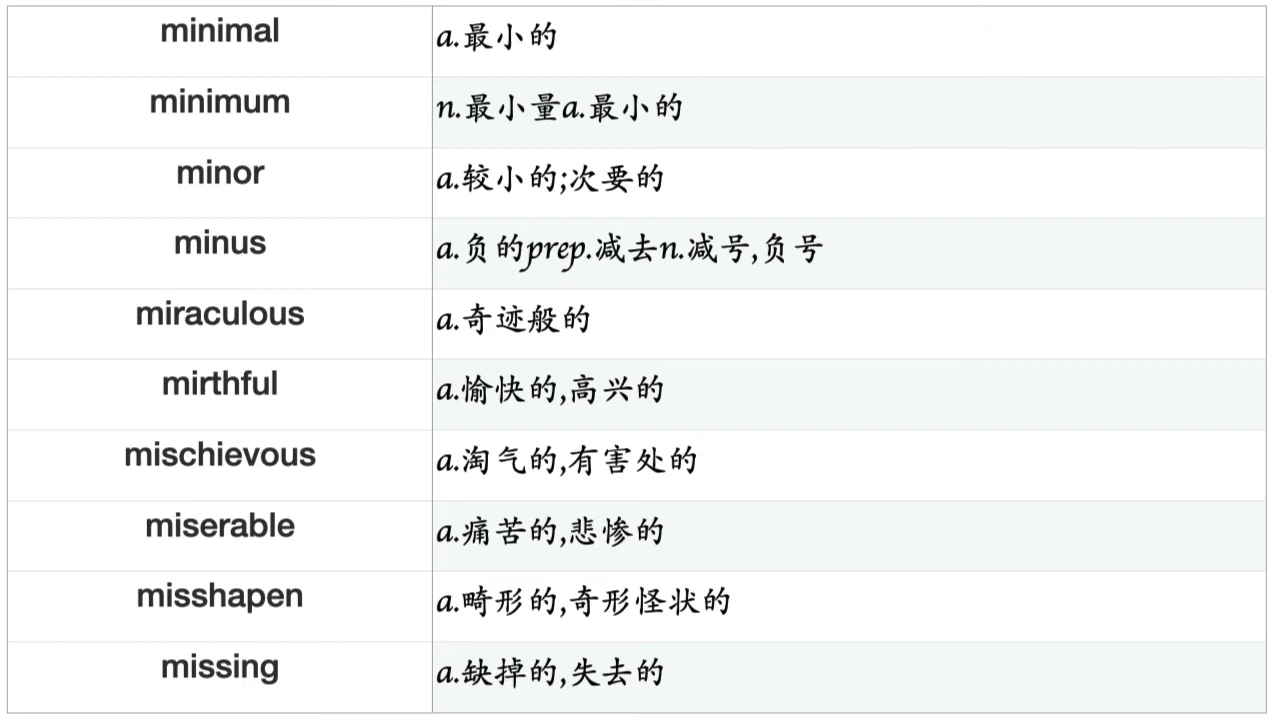 minimal a.最小的
minimum n.最小量a.最小的
minor a.较小的;次要的
minus a.负的prep.减去n.减号,负号
miraculous a.奇迹般的
mirthful a.愉快的,高兴的
mischievous a.淘气的,有害处的
miserable a.痛苦的,悲惨的
misshapen a.畸形的,奇形怪状的
missing a.缺掉的,失去的